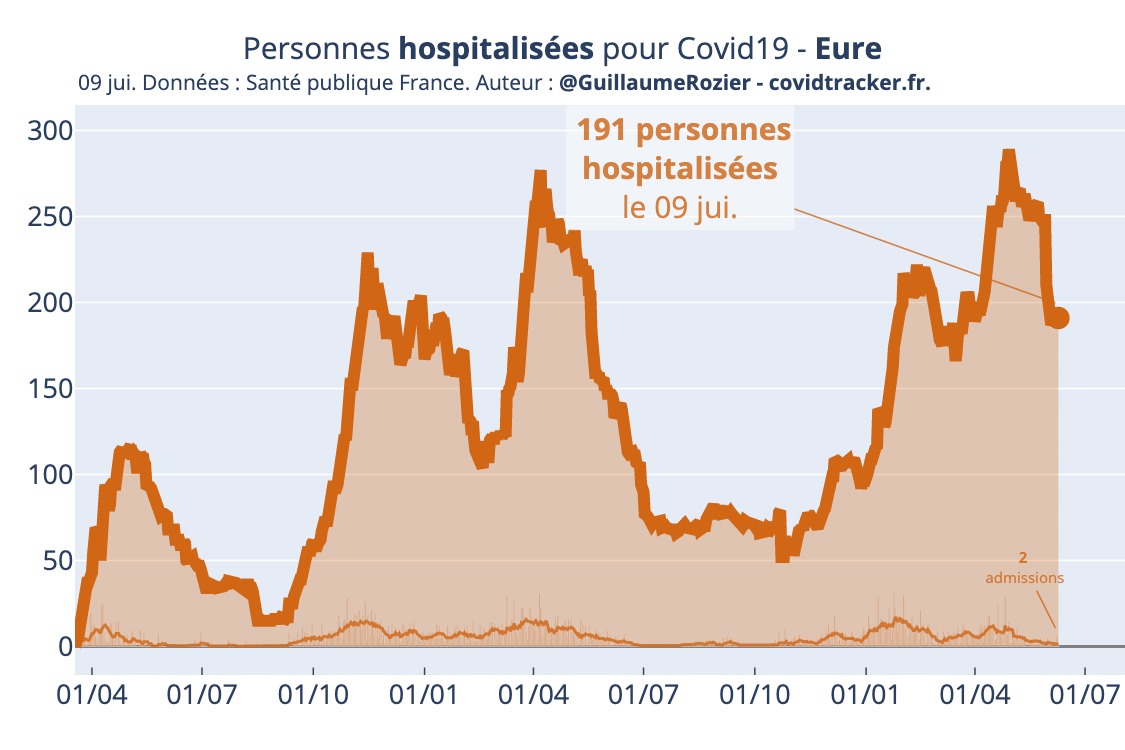 Personnes hospitalisées pour Covid19 - Eure
09 jui. Données : Santé publique France. Auteur : @GuillaumeRozier - covidtracker.fr.
300
191 personnes
hospitalisées
le 09 jui.
250
200
150
100
50
2
admissions
0
01/04 01/07 01/10 01/01 01/04 01/07 01/10 01/01 01/04 01/07